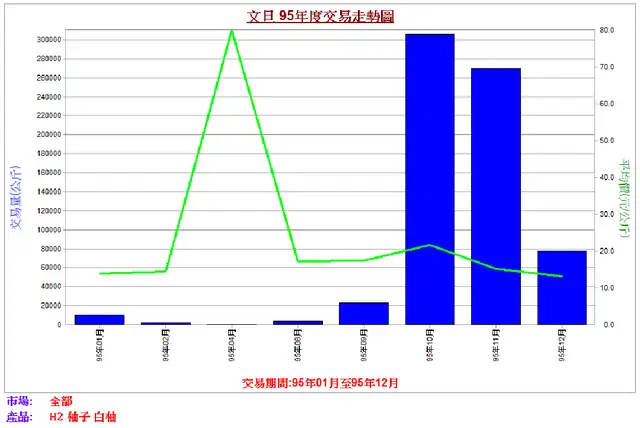 文旦 95年度交易走勢圖
交易量(公斤)
300000
280000
260000
240000
220000
200000
180000
160000
140000
120000
100000
80000
60000
40000
20000
0
80.0
70.0
60.0
50.0
40.0
30.0
20.0
10.0
0.0
平均價(元/公斤)
95年01月
95年02月
95年04月
95年08月
95年09月
95年10月
95年11月
95年12月
交易期間:95年01月至95年12月
市場: 全部
產品: H2 柚子 白柚